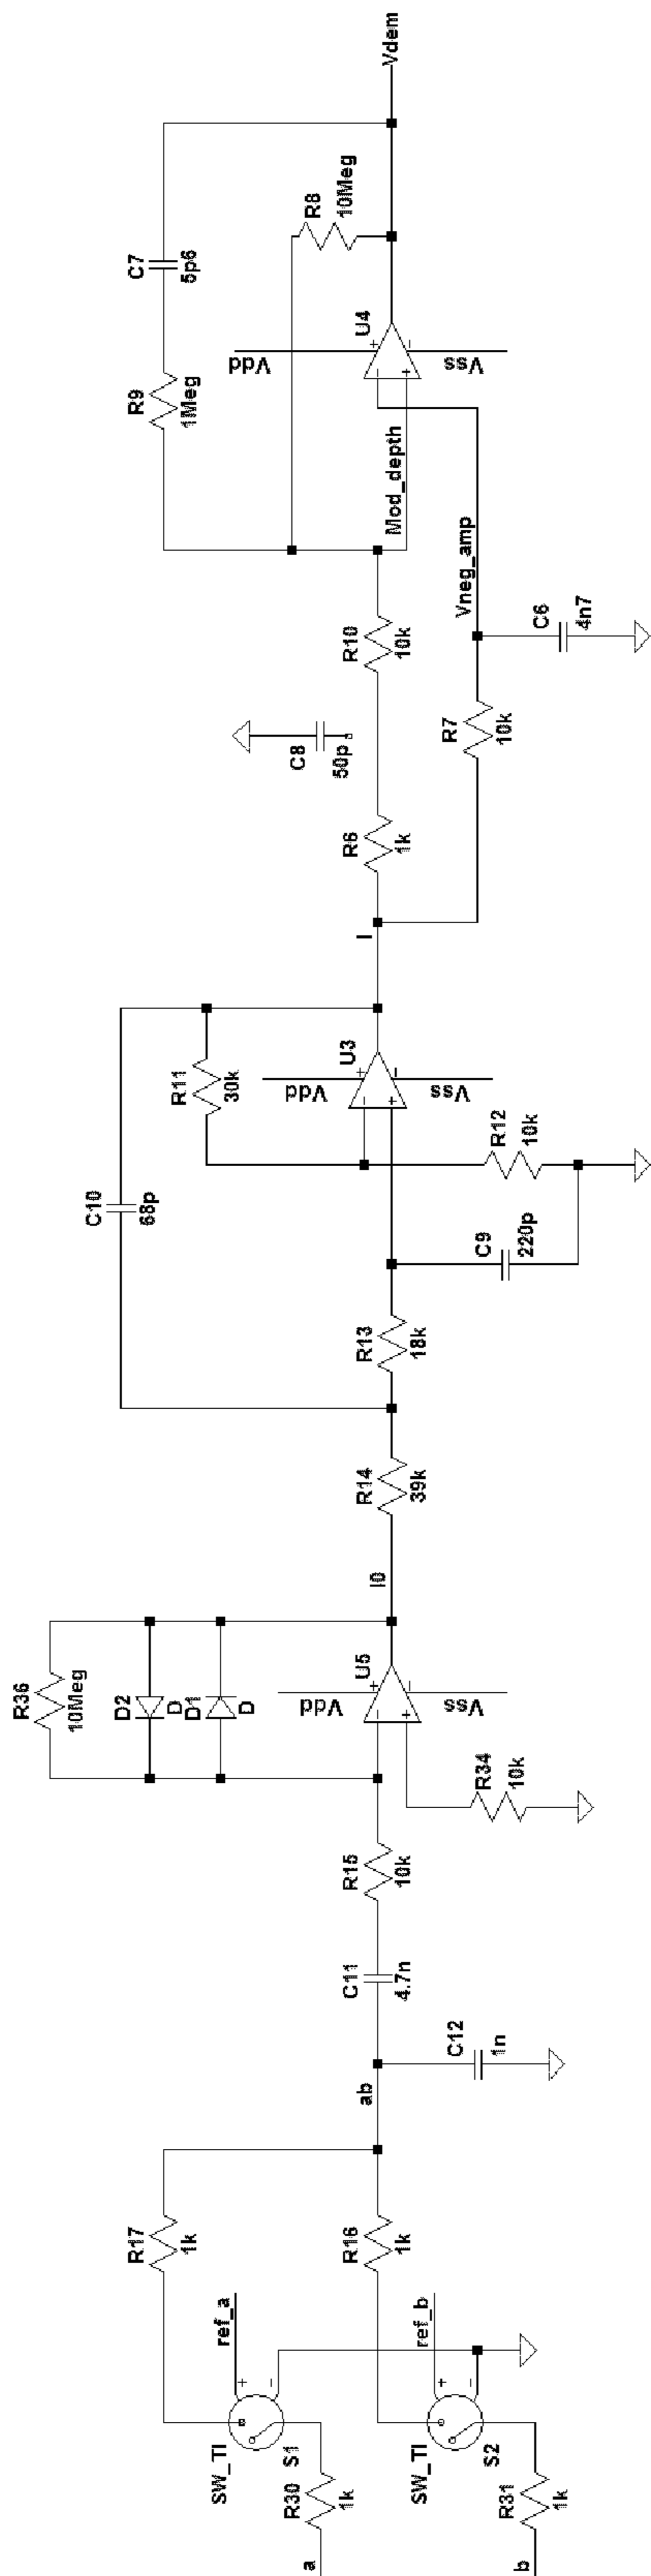 Vdem
C7
5p6
R8
10Meg
R9
1Meg
Vdd
U4
Vss
Mod_depth
Vneg_amp
R10
10k
C6
4n7
C8
50p
R7
10k
R6
1k
I
R11
30k
Vdd
U3
Vss
C10
68p
R12
10k
C9
220p
R13
18k
R14
39k
I0
R36
10Meg
D2
D
D1
D
Vdd
U5
Vss
R34
10k
R15
10k
C11
4.7n
C12
1n
ab
R17
1k
R16
1k
ref_a
ref_b
SW_TI
S1
SW_TI
S2
R30
1k
R31
1k
a
b